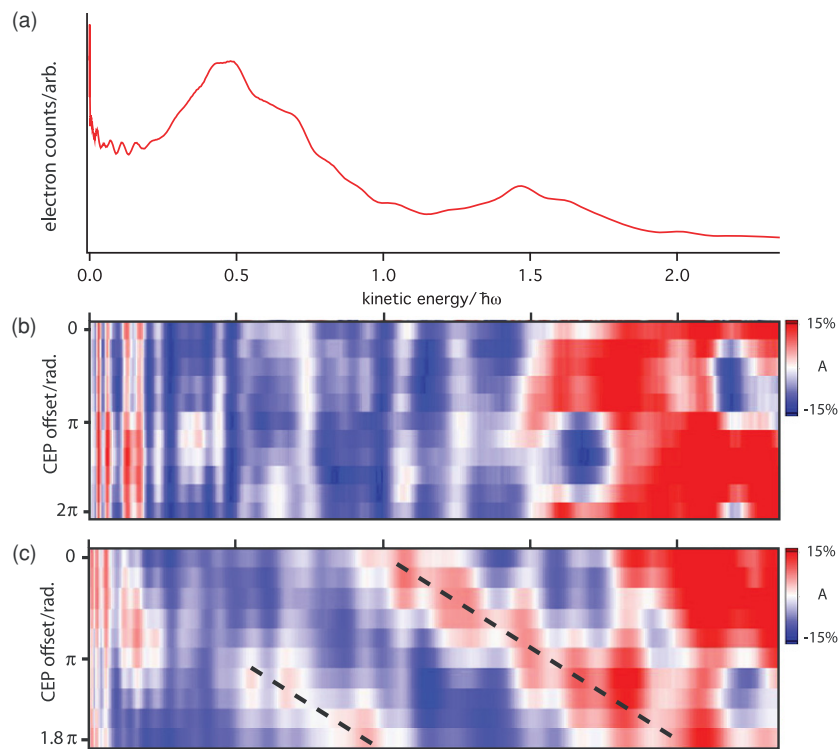 (a)
electron counts/arb.
0.0 0.5 1.0 1.5 2.0
kinetic energy/ħω
(b)
CEP offset/rad.
0
π
2π
15%
A
-15%
(c)
CEP offset/rad.
0
π
1.8 π
15%
A
-15%